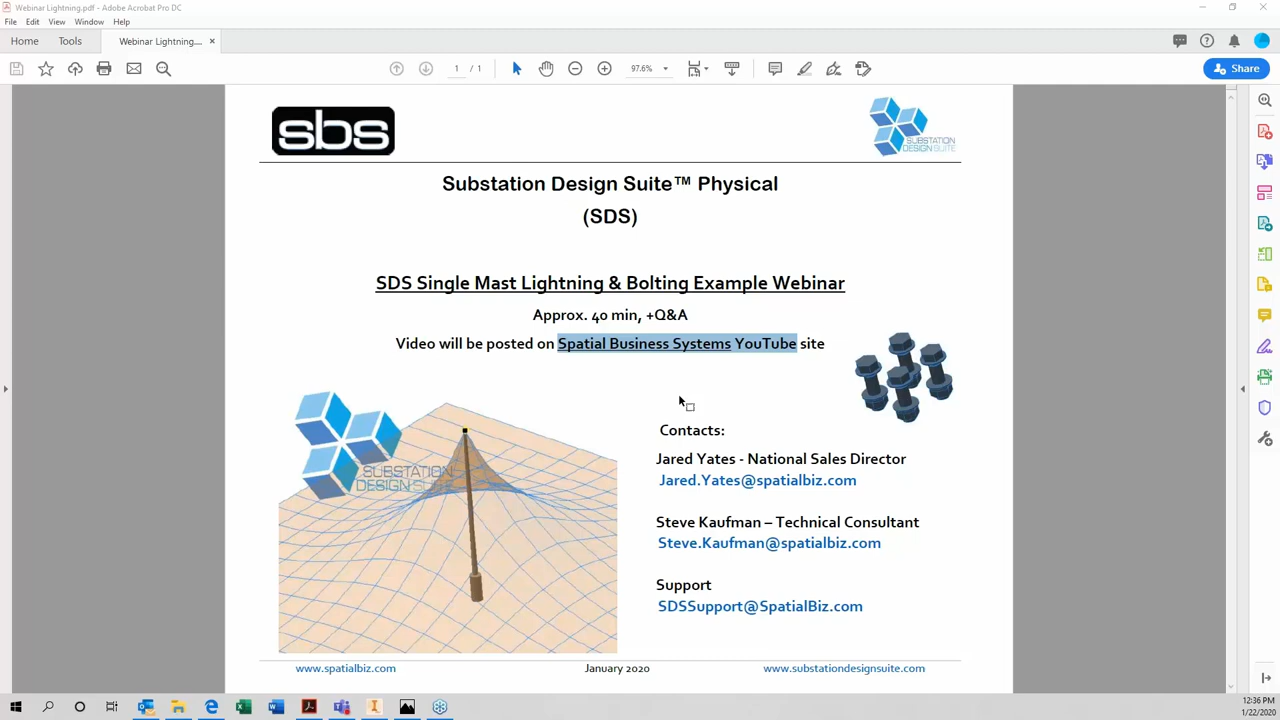 Webinar Lightning.pdf - Adobe Acrobat Pro DC
File Edit View Window Help
Home Tools Webinar Lightning.... ×
1 / 1 97.6% Share
sbs
SUBSTATION
DESIGN SUITE
Substation Design Suite™ Physical
(SDS)
SDS Single Mast Lightning & Bolting Example Webinar
Approx. 40 min, +Q&A
Video will be posted on Spatial Business Systems YouTube site
SUBSTATION
DESIGN SUITE
Contacts:
Jared Yates - National Sales Director
Jared.Yates@spatialbiz.com
Steve Kaufman – Technical Consultant
Steve.Kaufman@spatialbiz.com
Support
SDSSupport@SpatialBiz.com
www.spatialbiz.com January 2020 www.substationdesignsuite.com
12:36 PM
1/22/2020